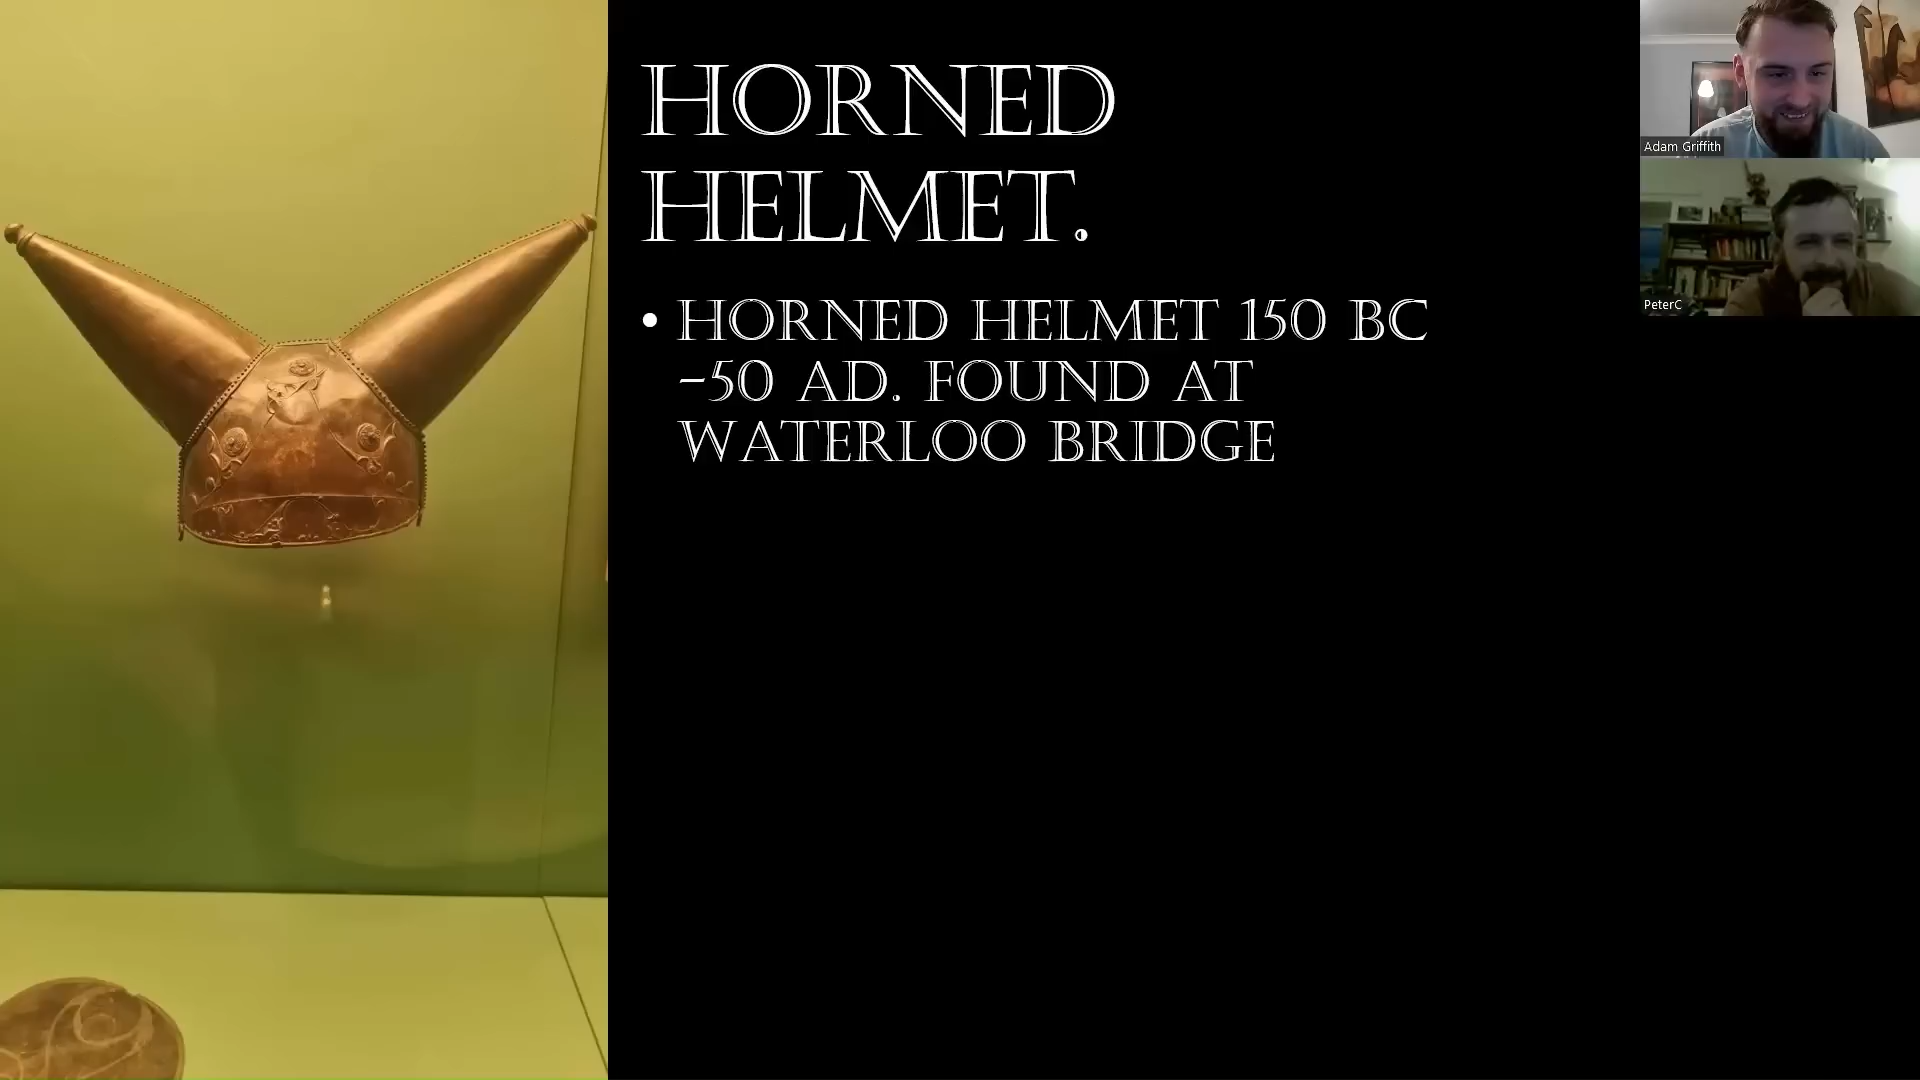 HORNED
HELMET.
• HORNED HELMET 150 BC
-50 AD. FOUND AT
WATERLOO BRIDGE
Adam Griffith
PeterC